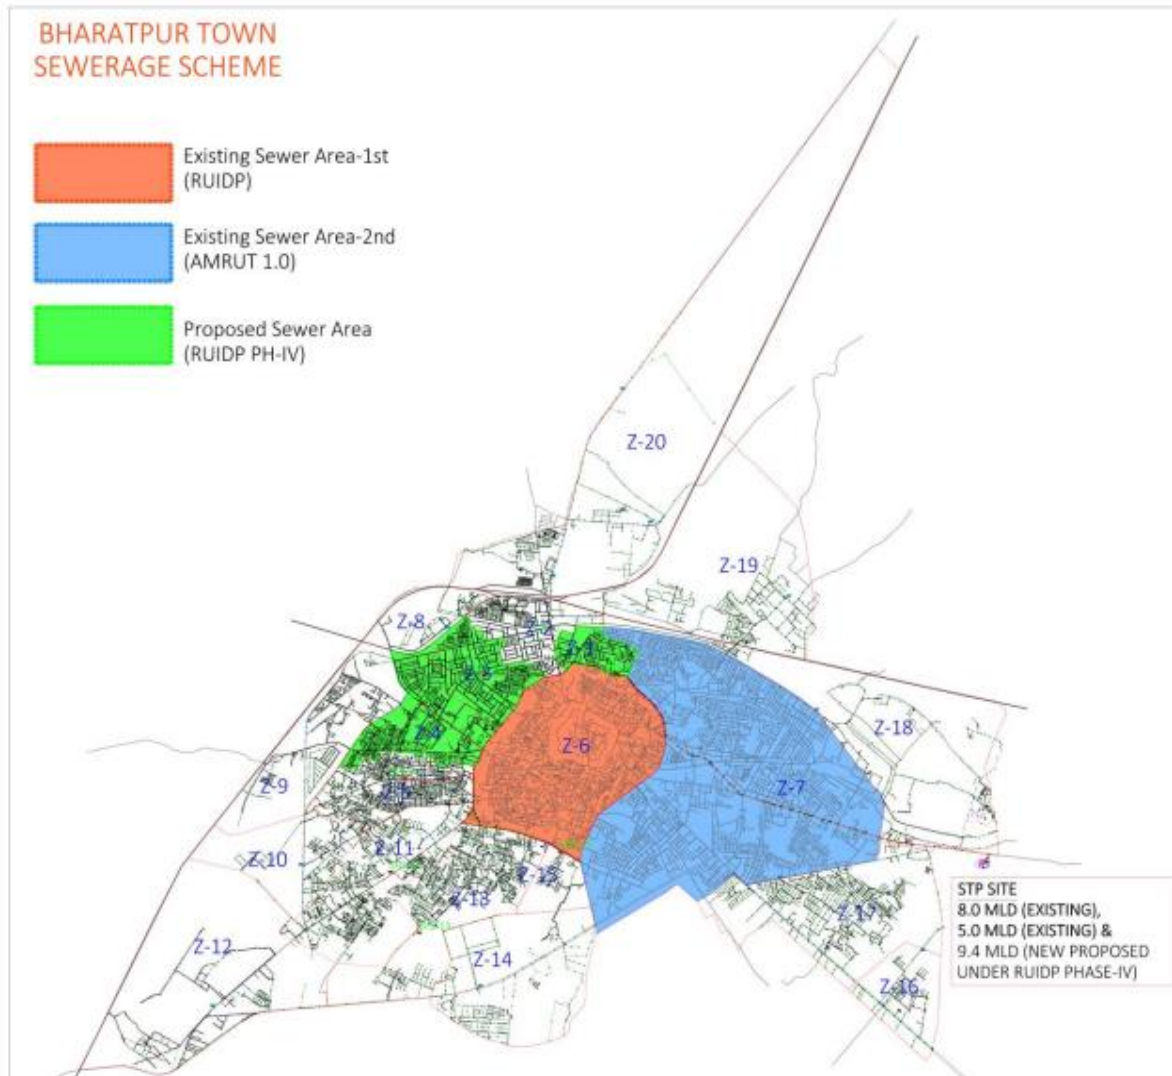 BHARATPUR TOWN
SEWERAGE SCHEME
Existing Sewer Area-1st
(RUIDP)
Existing Sewer Area-2nd
(AMRUT 1.0)
Proposed Sewer Area
(RUIDP PH-IV)
Z-20
Z-19
Z-8
Z-3
Z-4
Z-6
Z-18
Z-7
Z-9
Z-5
Z-11
Z-10
Z-13
Z-12
Z-14
Z-17
Z-16
STP SITE
8.0 MLD (EXISTING),
5.0 MLD (EXISTING) &
9.4 MLD (NEW PROPOSED
UNDER RUIDP PHASE-IV)